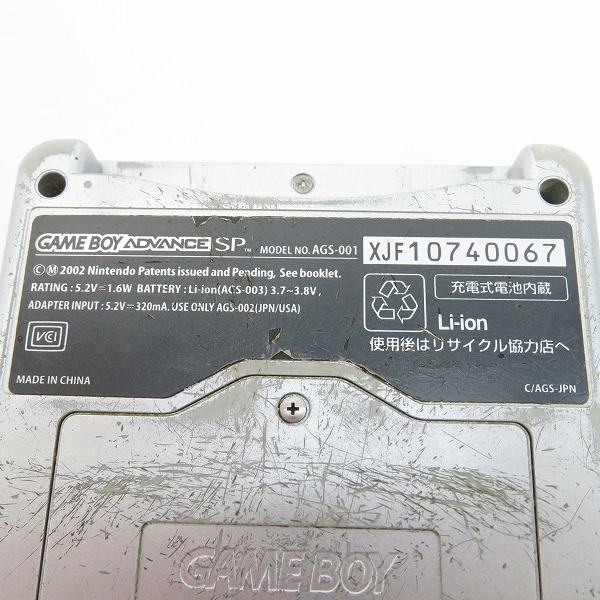 GAME BOY ADVANCE SP TM MODEL NO. AGS-001 XJF10740067
© M 2002 Nintendo Patents issued and Pending, See booklet.
RATING : 5.2V⎓1.6W BATTERY : Li-ion(AGS-003) 3.7~3.8V ,
ADAPTER INPUT : 5.2V⎓320mA. USE ONLY AGS-002(JPN/USA)
充電式電池内蔵
Li-ion
使用後はリサイクル協力店へ
VCI
MADE IN CHINA
C/AGS-JPN
GAME BOY